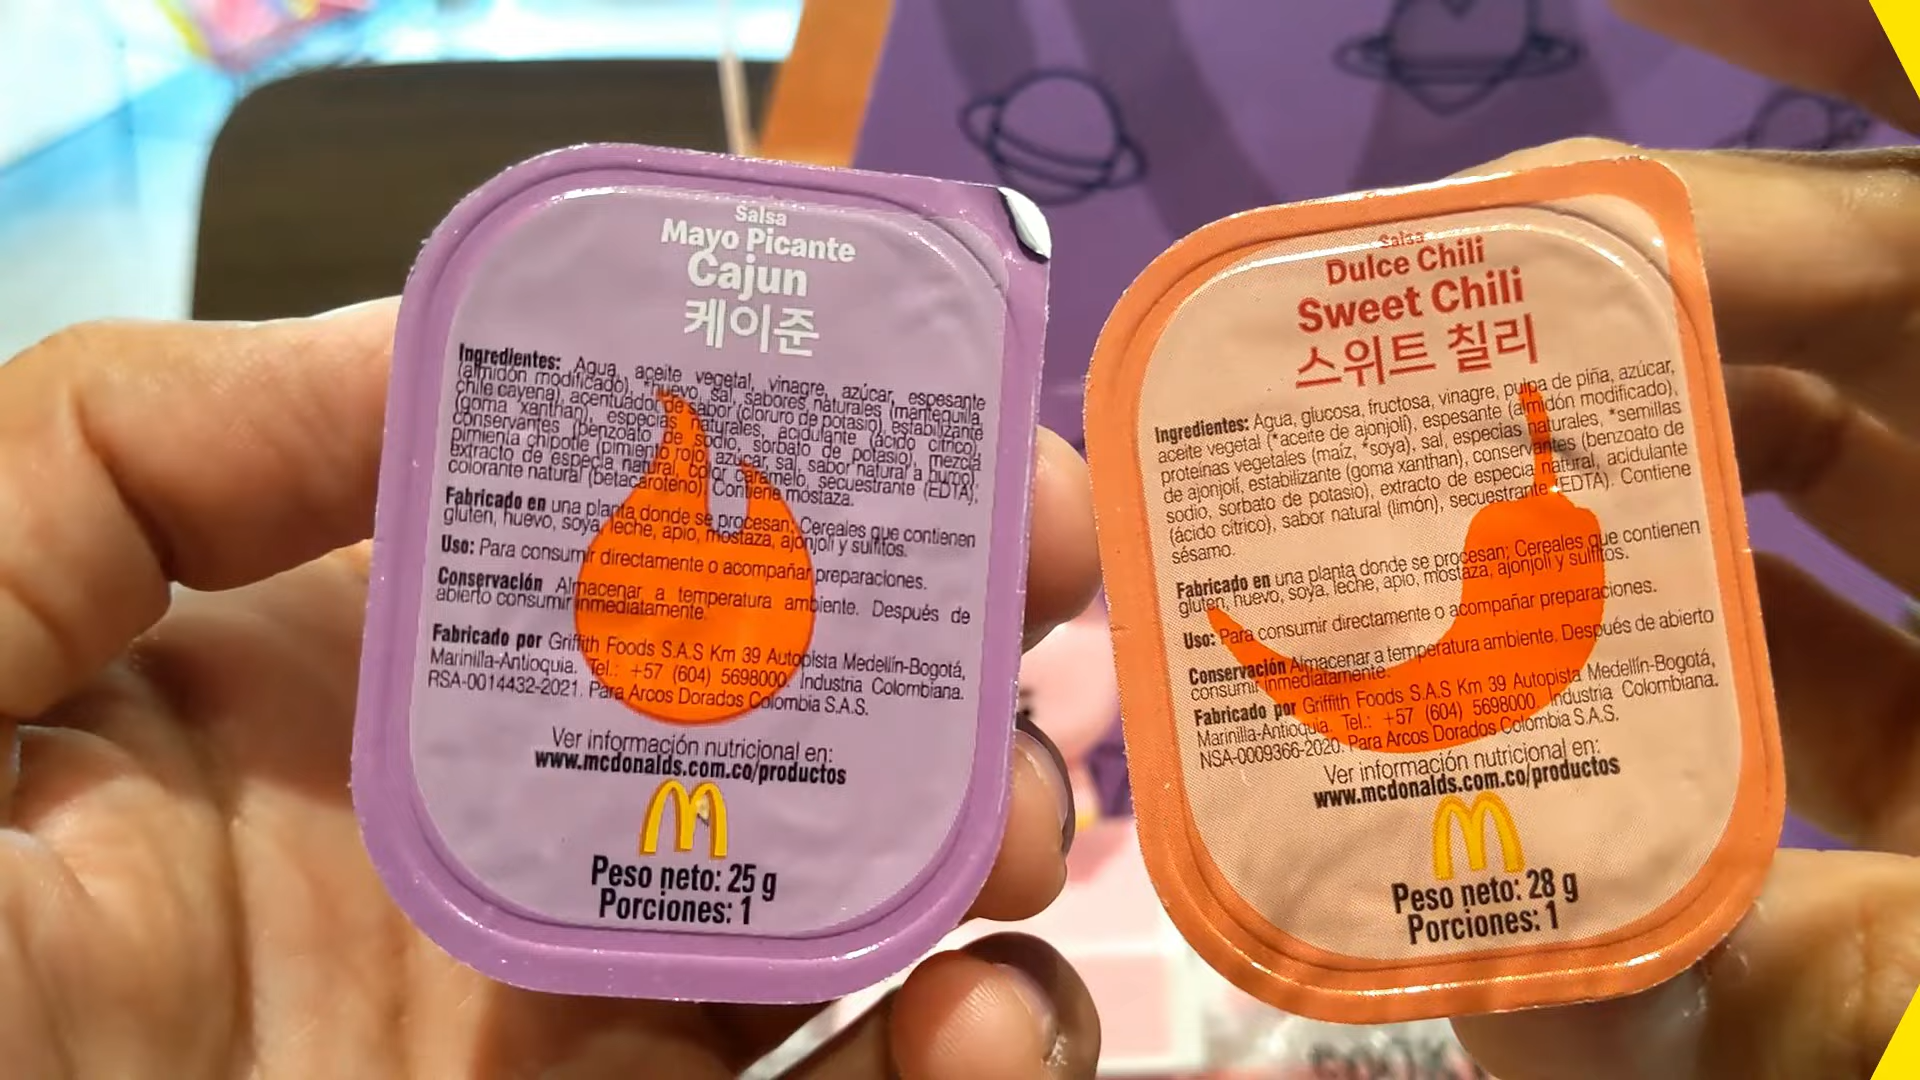 Salsa
Mayo Picante
Cajun
케이준
Ingredientes: Agua, aceite vegetal, vinagre, azúcar, espesante
(almidón modificado), *huevo, sal, sabores naturales (mantequilla,
chile cayena), acentuador de sabor (cloruro de potasio), estabilizante
(goma xanthan), especias naturales, acidulante (ácido cítrico),
conservantes (benzoato de sodio, sorbato de potasio), mezcla
pimienta chipotle (pimiento rojo, azúcar, sal, sabor natural a humo),
extracto de especia natural, color caramelo, secuestrante (EDTA),
colorante natural (betacaroteno). Contiene mostaza.
Fabricado en una planta donde se procesan: Cereales que contienen
gluten, huevo, soya, leche, apio, mostaza, ajonjolí y sulfitos.
Uso: Para consumir directamente o acompañar preparaciones.
Conservación Almacenar a temperatura ambiente. Después de
abierto consumir inmediatamente.
Fabricado por Griffith Foods S.A.S Km 39 Autopista Medellín-Bogotá,
Marinilla-Antioquia. Tel.: +57 (604) 5698000. Industria Colombiana.
RSA-0014432-2021. Para Arcos Dorados Colombia S.A.S.
Ver información nutricional en:
www.mcdonalds.com.co/productos
Peso neto: 25 g
Porciones: 1
Salsa
Dulce Chili
Sweet Chili
스위트 칠리
Ingredientes: Agua, glucosa, fructosa, vinagre, pulpa de piña, azúcar,
aceite vegetal (*aceite de ajonjolí), espesante (almidón modificado),
proteínas vegetales (maíz, *soya), sal, especias naturales, *semillas
de ajonjolí, estabilizante (goma xanthan), conservantes (benzoato de
sodio, sorbato de potasio), extracto de especia natural, acidulante
(ácido cítrico), sabor natural (limón), secuestrante (EDTA). Contiene
sésamo.
Fabricado en una planta donde se procesan: Cereales que contienen
gluten, huevo, soya, leche, apio, mostaza, ajonjolí y sulfitos.
Uso: Para consumir directamente o acompañar preparaciones.
Conservación Almacenar a temperatura ambiente. Después de abierto
consumir inmediatamente.
Fabricado por Griffith Foods S.A.S Km 39 Autopista Medellín-Bogotá,
Marinilla-Antioquia. Tel.: +57 (604) 5698000. Industria Colombiana.
NSA-0009366-2020. Para Arcos Dorados Colombia S.A.S.
Ver información nutricional en:
www.mcdonalds.com.co/productos
Peso neto: 28 g
Porciones: 1